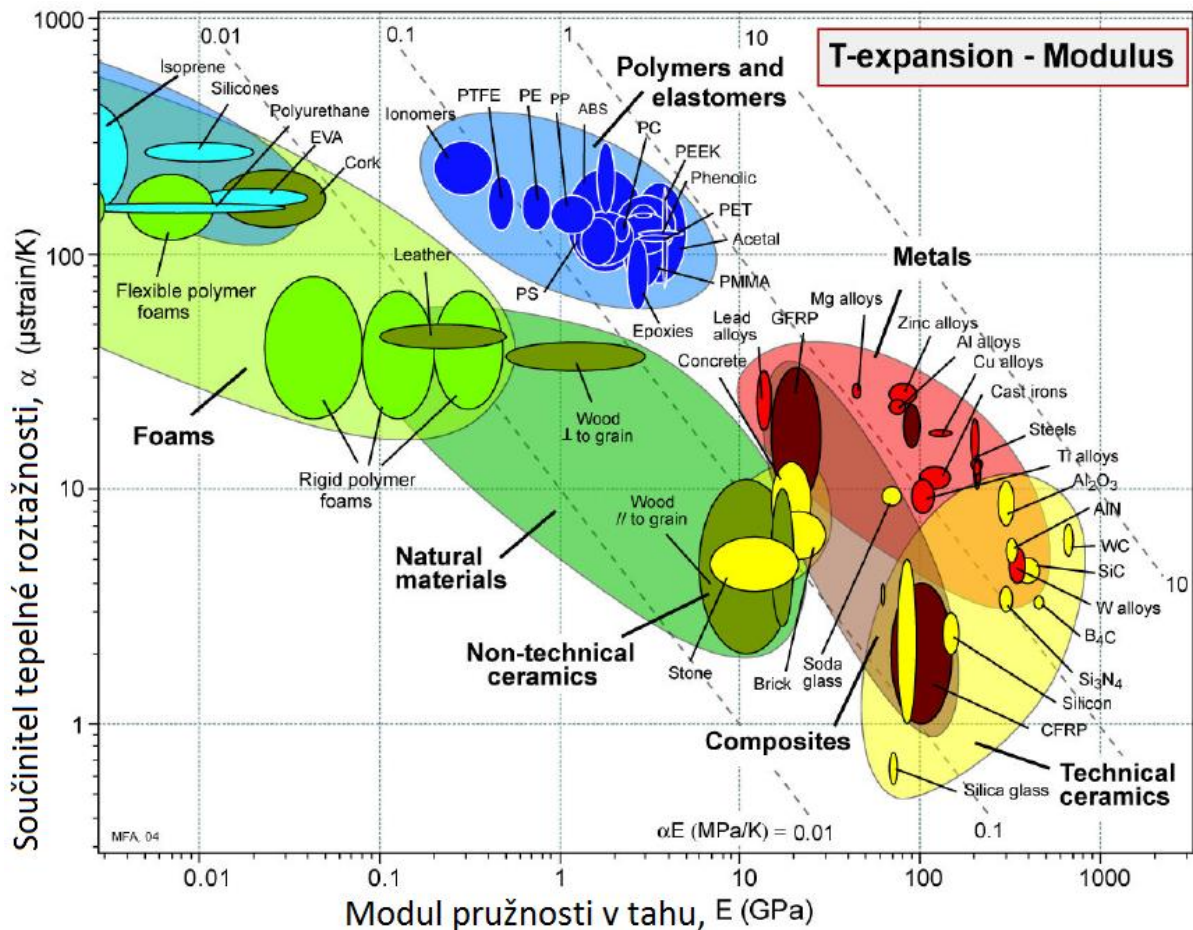 T-expansion - Modulus
1000
100
10
1
0.01
0.1
1
10
Isoprene
Silicones
Polyurethane
EVA
Cork
Ionomers
PTFE
PE
PP
ABS
Polymers and
elastomers
PC
PEEK
Phenolic
PET
Acetal
PMMA
PS
Epoxies
Flexible polymer
foams
Leather
Foams
Rigid polymer
foams
Wood
⊥ to grain
Metals
Mg alloys
Lead
alloys
GFRP
Zinc alloys
Al alloys
Cu alloys
Cast irons
Concrete
Steels
Ti alloys
Al₂O₃
AlN
WC
SiC
W alloys
B₄C
10
Si₃N₄
Silicon
CFRP
Wood
// to grain
Natural
materials
Non-technical
ceramics
Stone
Brick
Soda
glass
Composites
Technical
ceramics
Silica glass
αE (MPa/K) = 0.01
0.1
MFA, 04
0.01
0.1
1
10
100
1000
Součinitel tepelné roztažnosti, α (µstrain/K)
Modul pružnosti v tahu, E (GPa)